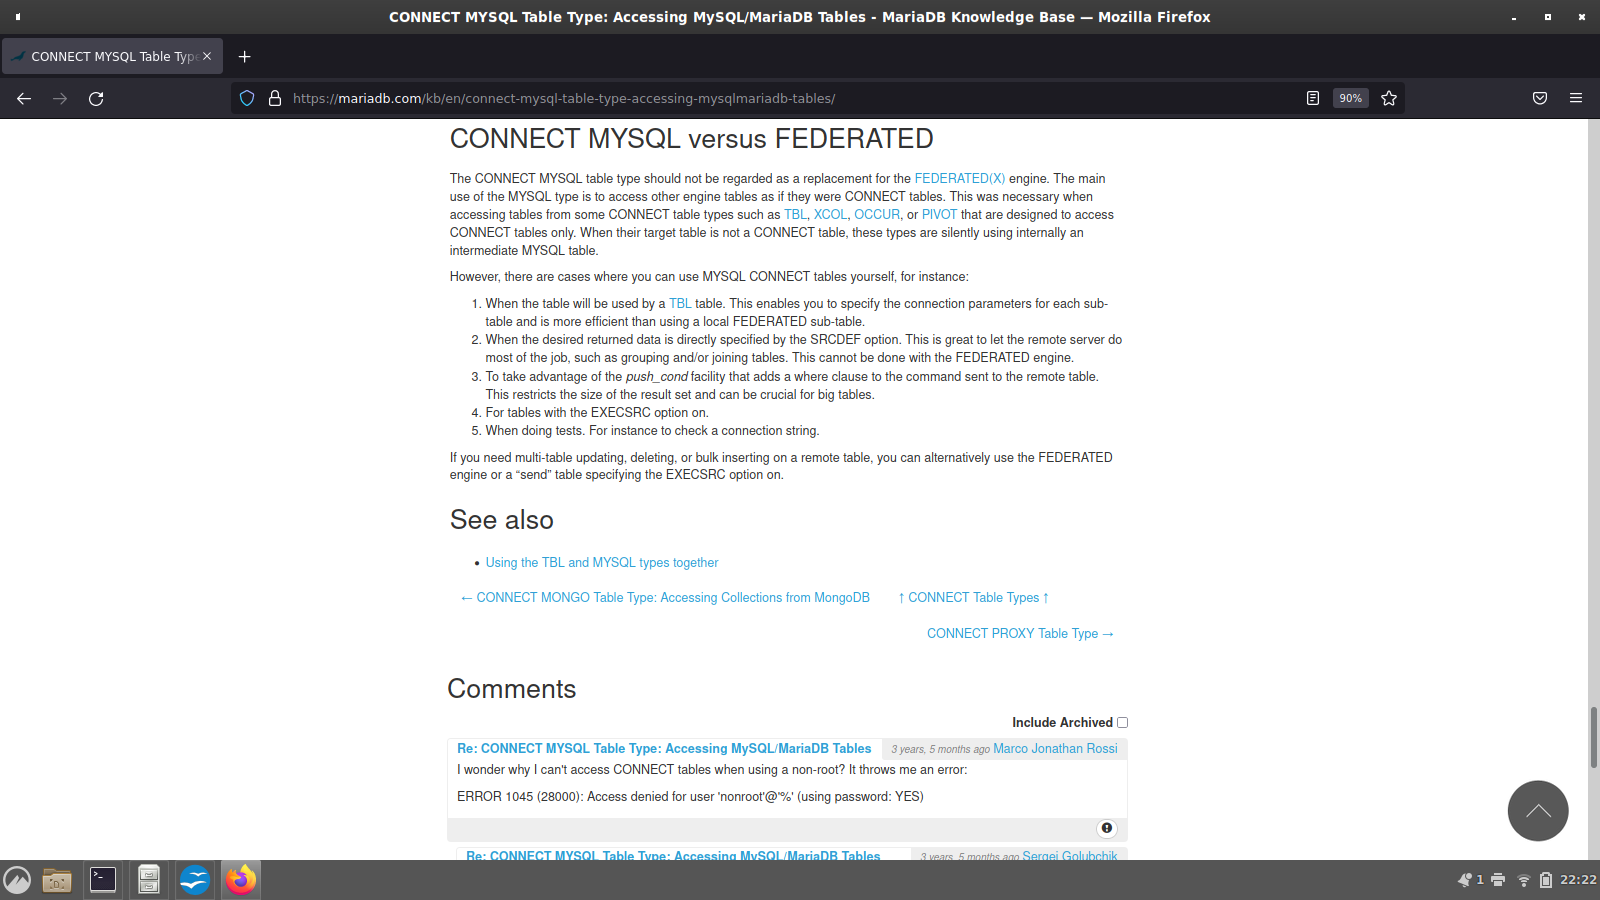 CONNECT MYSQL Table Type: Accessing MySQL/MariaDB Tables - MariaDB Knowledge Base — Mozilla Firefox
CONNECT MYSQL Table Type
https://mariadb.com/kb/en/connect-mysql-table-type-accessing-mysqlmariadb-tables/
90%
CONNECT MYSQL versus FEDERATED
The CONNECT MYSQL table type should not be regarded as a replacement for the FEDERATED(X) engine. The main
use of the MYSQL type is to access other engine tables as if they were CONNECT tables. This was necessary when
accessing tables from some CONNECT table types such as TBL, XCOL, OCCUR, or PIVOT that are designed to access
CONNECT tables only. When their target table is not a CONNECT table, these types are silently using internally an
intermediate MYSQL table.
However, there are cases where you can use MYSQL CONNECT tables yourself, for instance:
1. When the table will be used by a TBL table. This enables you to specify the connection parameters for each sub-
table and is more efficient than using a local FEDERATED sub-table.
2. When the desired returned data is directly specified by the SRCDEF option. This is great to let the remote server do
most of the job, such as grouping and/or joining tables. This cannot be done with the FEDERATED engine.
3. To take advantage of the push_cond facility that adds a where clause to the command sent to the remote table.
This restricts the size of the result set and can be crucial for big tables.
4. For tables with the EXECSRC option on.
5. When doing tests. For instance to check a connection string.
If you need multi-table updating, deleting, or bulk inserting on a remote table, you can alternatively use the FEDERATED
engine or a “send” table specifying the EXECSRC option on.
See also
• Using the TBL and MYSQL types together
← CONNECT MONGO Table Type: Accessing Collections from MongoDB ↑ CONNECT Table Types ↑
CONNECT PROXY Table Type →
Comments
Include Archived
Re: CONNECT MYSQL Table Type: Accessing MySQL/MariaDB Tables 3 years, 5 months ago Marco Jonathan Rossi
I wonder why I can't access CONNECT tables when using a non-root? It throws me an error:
ERROR 1045 (28000): Access denied for user 'nonroot'@'%' (using password: YES)
Re: CONNECT MYSQL Table Type: Accessing MySQL/MariaDB Tables 3 years, 5 months ago Sergei Golubchik
1 22:22